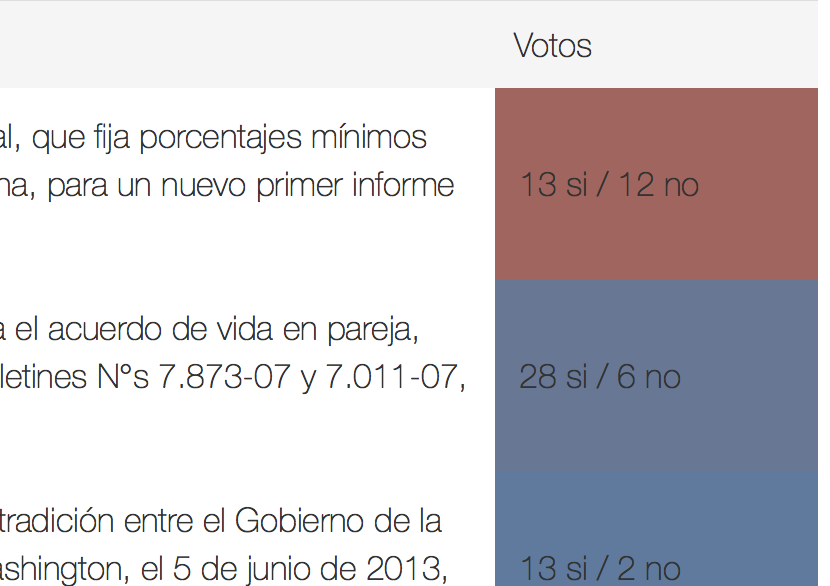 Votos
al, que fija porcentajes mínimos
na, para un nuevo primer informe
13 si / 12 no
a el acuerdo de vida en pareja,
letines N°s 7.873-07 y 7.011-07,
28 si / 6 no
tradición entre el Gobierno de la
ashington, el 5 de junio de 2013,
13 si / 2 no